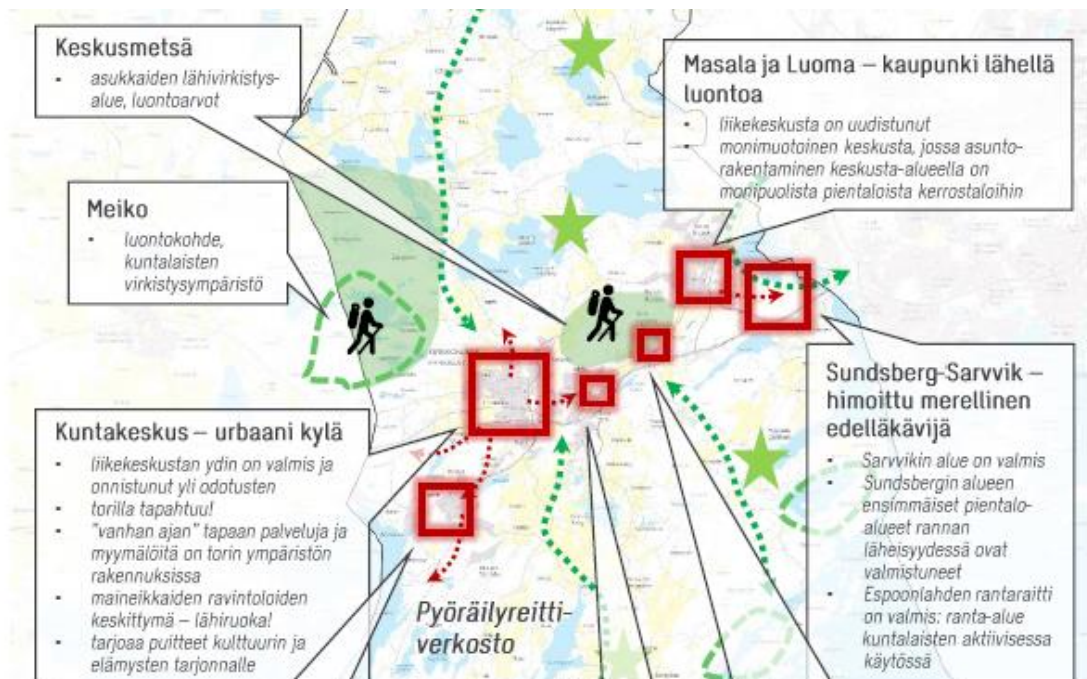 Keskusmetsä
▪ asukkaiden lähivirkistys-
alue, luontoarvot
Masala ja Luoma – kaupunki lähellä
luontoa
▪ liikekeskusta on uudistunut
▪ monimuotoinen keskusta, jossa asunto-
rakentaminen keskusta-alueella on
monipuolista pientaloista kerrostaloihin
Meiko
▪ luontokohde,
kuntalaisten
virkistysympäristö
Kuntakeskus – urbaani kylä
▪ liikekeskustan ydin on valmis ja
onnistunut yli odotusten
▪ torilla tapahtuu!
▪ "vanhan ajan" tapaan palveluja ja
myymälöitä on torin ympäristön
rakennuksissa
▪ maineikkaiden ravintoloiden
keskittymä – lähiruoka!
▪ tarjoaa puitteet kulttuurin ja
elämysten tarjonnalle
Pyöräilyreitti-
verkosto
Sundsberg-Sarvvik –
himoittu merellinen
edelläkävijä
▪ Sarvvikin alue on valmis
▪ Sundsbergin alueen
ensimmäiset pientalo-
alueet rannan
läheisyydessä ovat
valmistuneet
▪ Espoonlahden rantaraitti
on valmis: ranta-alue
kuntalaisten aktiivisessa
käytössä